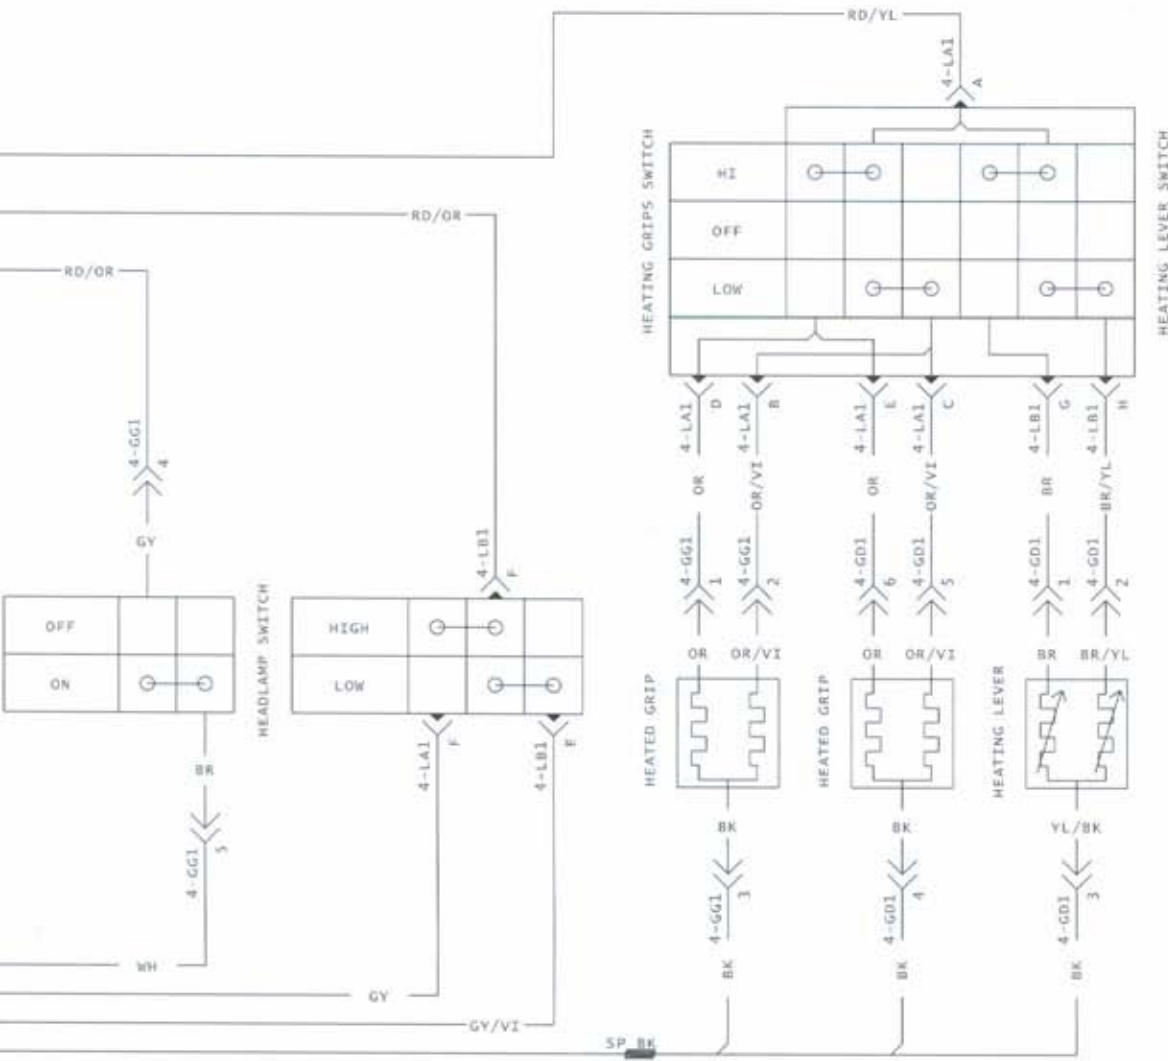 RD/YL
4-LA1
A
HEATING GRIPS SWITCH
HEATING LEVER SWITCH
HI
OFF
LOW
RD/OR
RD/OR
4-LA1
D
4-LA1
B
4-LA1
E
4-LA1
C
4-LB1
G
4-LB1
H
4-GG1
4
OR
OR/VI
OR
OR/VI
BR
BR/YL
GY
4-LB1
F
4-GG1
1
4-GG1
2
4-GD1
6
4-GD1
5
4-GD1
1
4-GD1
2
OFF
ON
HEADLAMP SWITCH
HIGH
LOW
OR
OR/VI
OR
OR/VI
BR
BR/YL
HEATED GRIP
HEATED GRIP
HEATING LEVER
4-LA1
F
4-LB1
E
BR
BK
BK
YL/BK
4-GG1
5
4-GG1
3
4-GD1
4
4-GD1
3
WH
BK
BK
BK
GY
GY/VI
SP BK